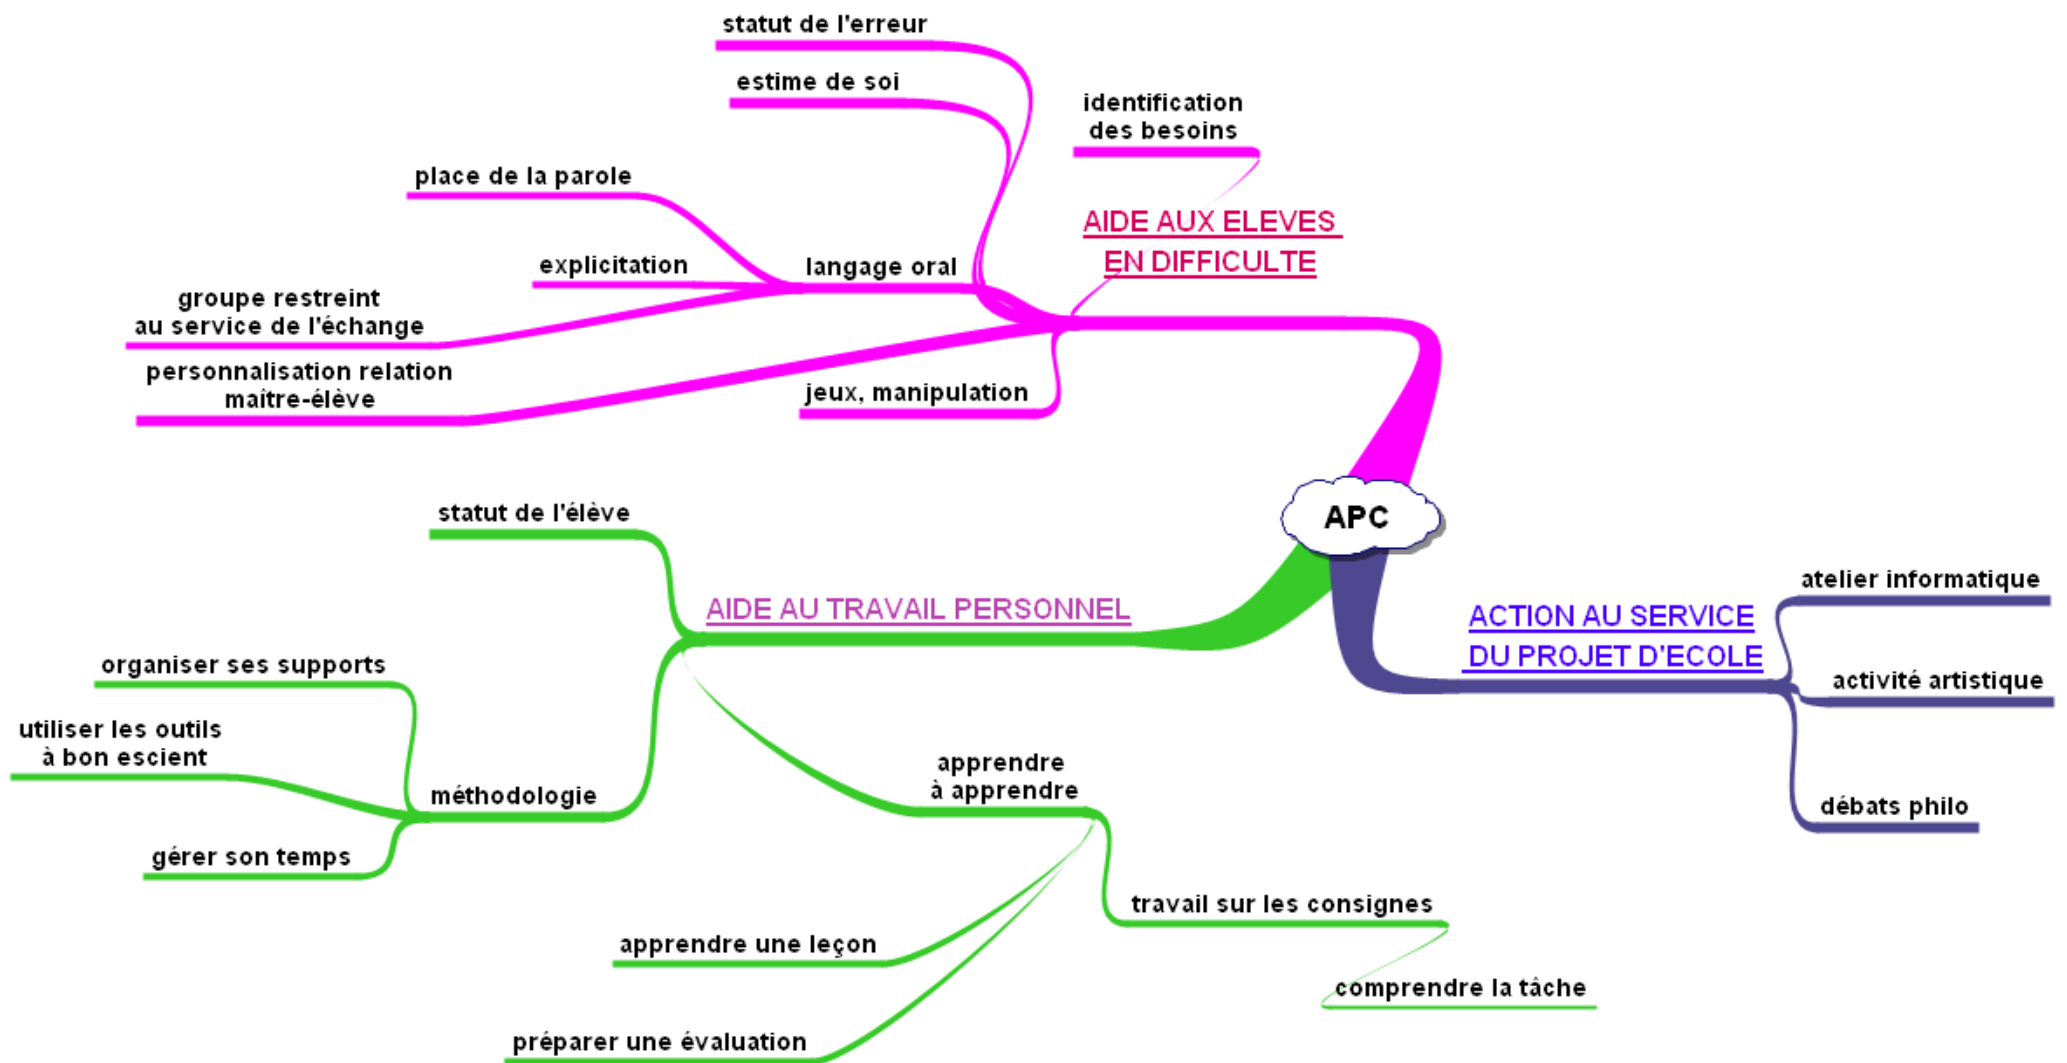 statut de l'erreur
estime de soi
identification
des besoins
place de la parole
AIDE AUX ELEVES
EN DIFFICULTE
explicitation
langage oral
groupe restreint
au service de l'échange
personnalisation relation
maître-élève
jeux, manipulation
APC
statut de l'élève
AIDE AU TRAVAIL PERSONNEL
organiser ses supports
utiliser les outils
à bon escient
méthodologie
gérer son temps
apprendre
à apprendre
travail sur les consignes
comprendre la tâche
apprendre une leçon
préparer une évaluation
ACTION AU SERVICE
DU PROJET D'ECOLE
atelier informatique
activité artistique
débats philo